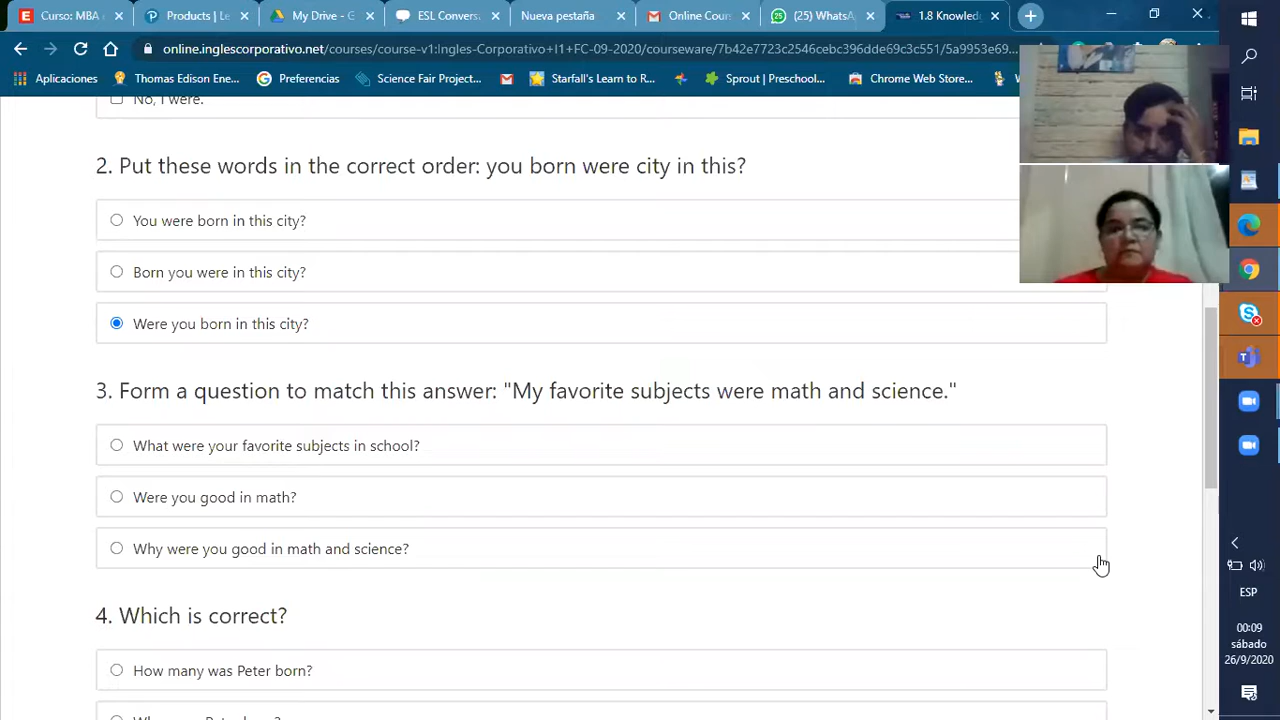 Curso: MBA
Products | Le
My Drive - G
ESL Convers
Nueva pestaña
Online Cour
(25) WhatsA
1.8 Knowled
online.inglescorporativo.net/courses/course-v1:Ingles-Corporativo+I1+FC-09-2020/courseware/7b42e7723c2546cebc396dde69c3c551/5a9953e69...
Aplicaciones
Thomas Edison Ene...
Preferencias
Science Fair Project...
Starfall's Learn to R...
Sprout | Preschool...
Chrome Web Store...
No, I were.
2. Put these words in the correct order: you born were city in this?
You were born in this city?
Born you were in this city?
Were you born in this city?
3. Form a question to match this answer: "My favorite subjects were math and science."
What were your favorite subjects in school?
Were you good in math?
Why were you good in math and science?
4. Which is correct?
How many was Peter born?
ESP
00:09
sábado
26/9/2020